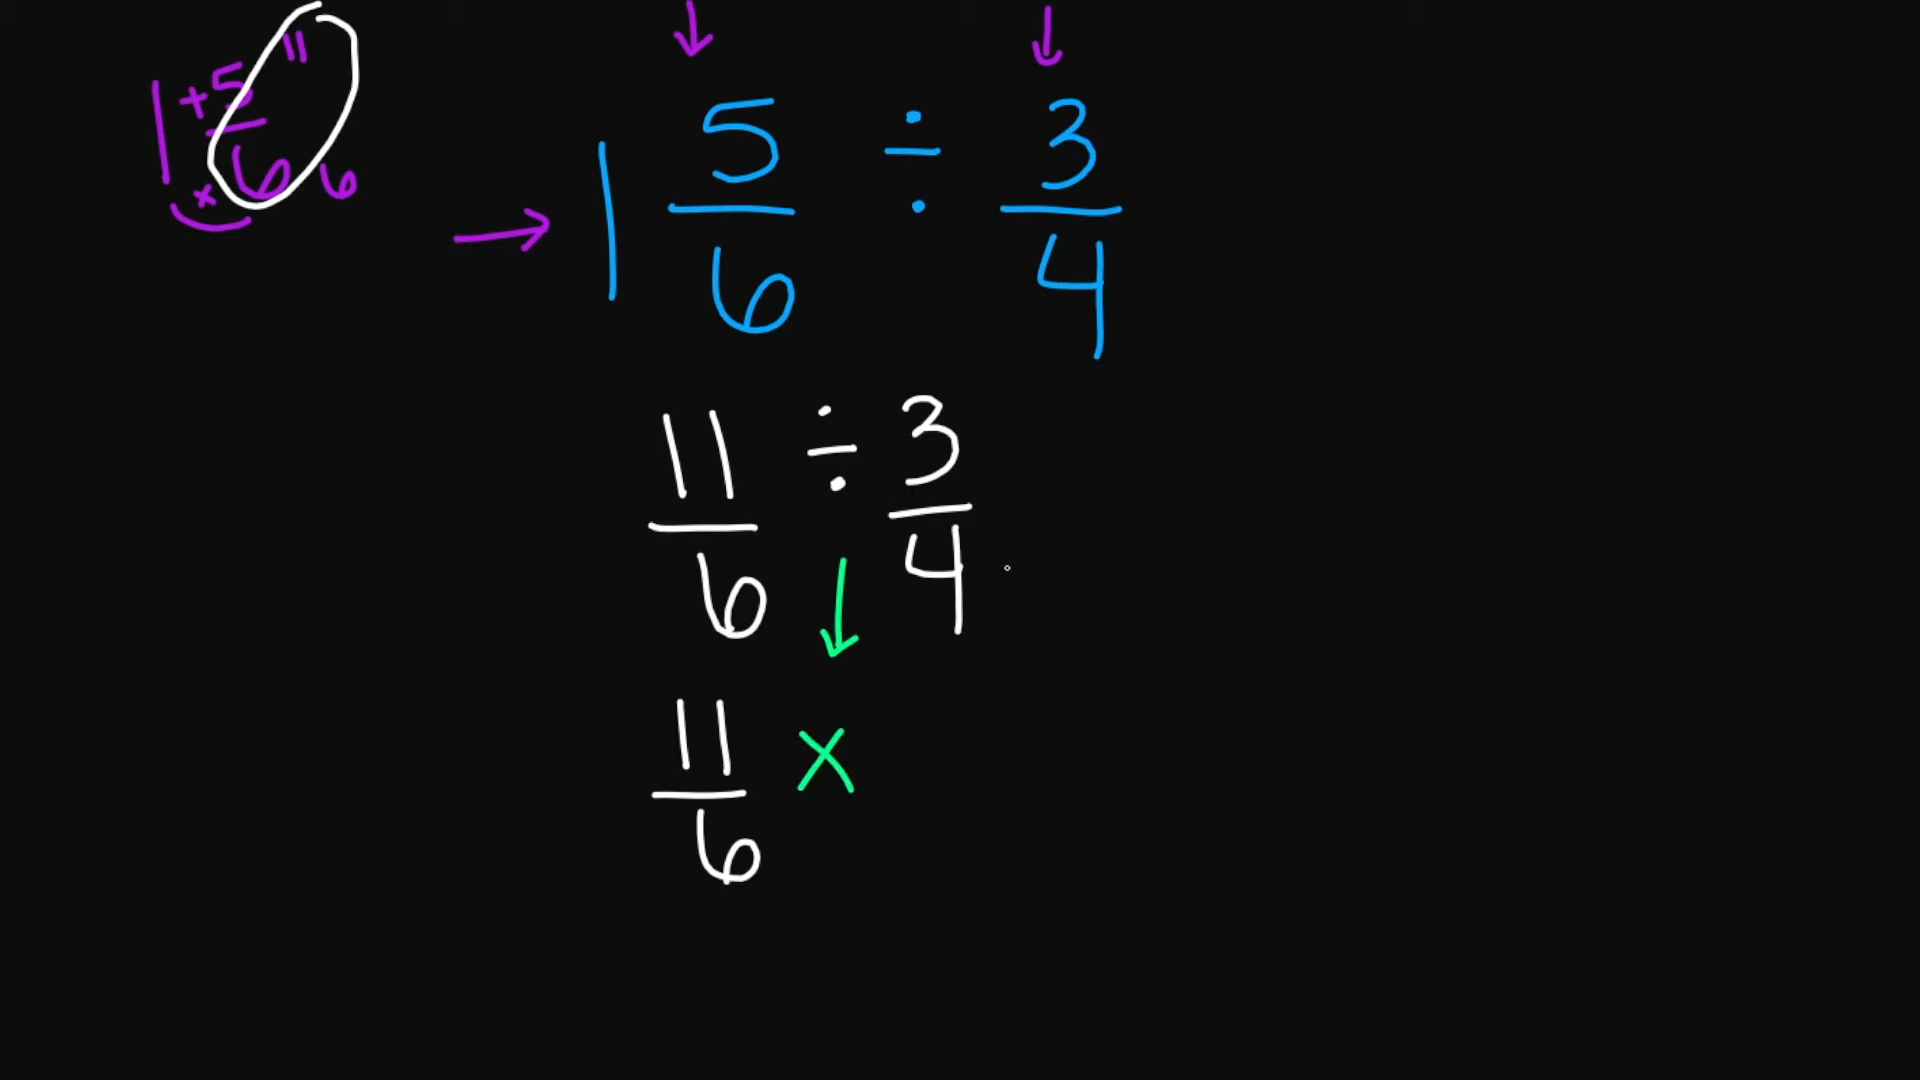 1 + 5/6 × 11 6
→ 1 5/6 ÷ 3/4
11/6 ÷ 3/4
11/6 ×